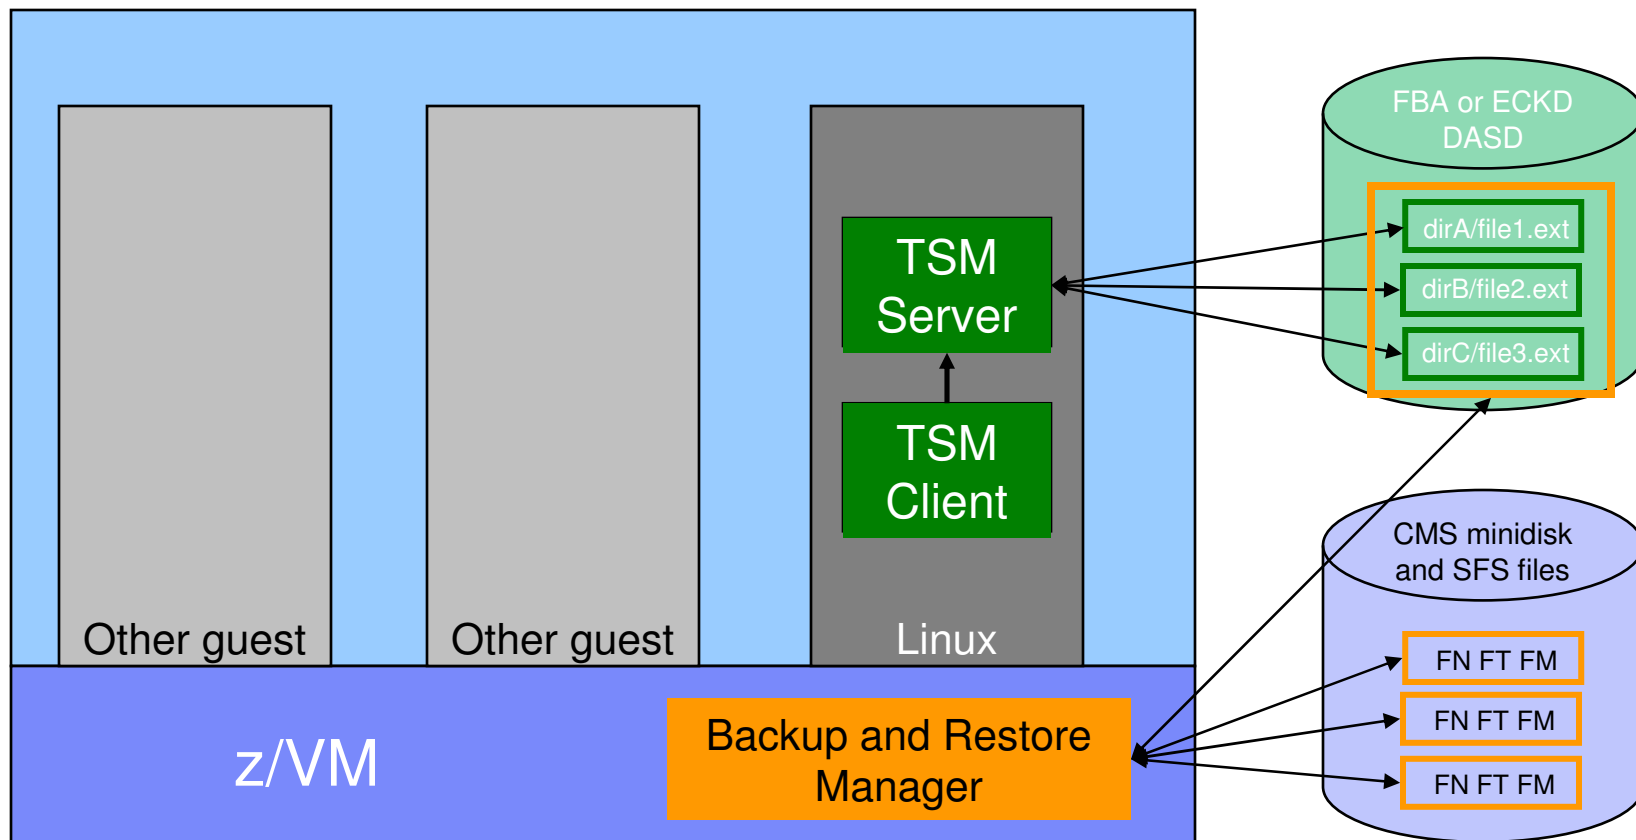 FBA or ECKD
DASD
dirA/file1.ext
dirB/file2.ext
dirC/file3.ext
TSM
Server
TSM
Client
Other guest
Other guest
Linux
CMS minidisk
and SFS files
FN FT FM
FN FT FM
FN FT FM
z/VM
Backup and Restore
Manager